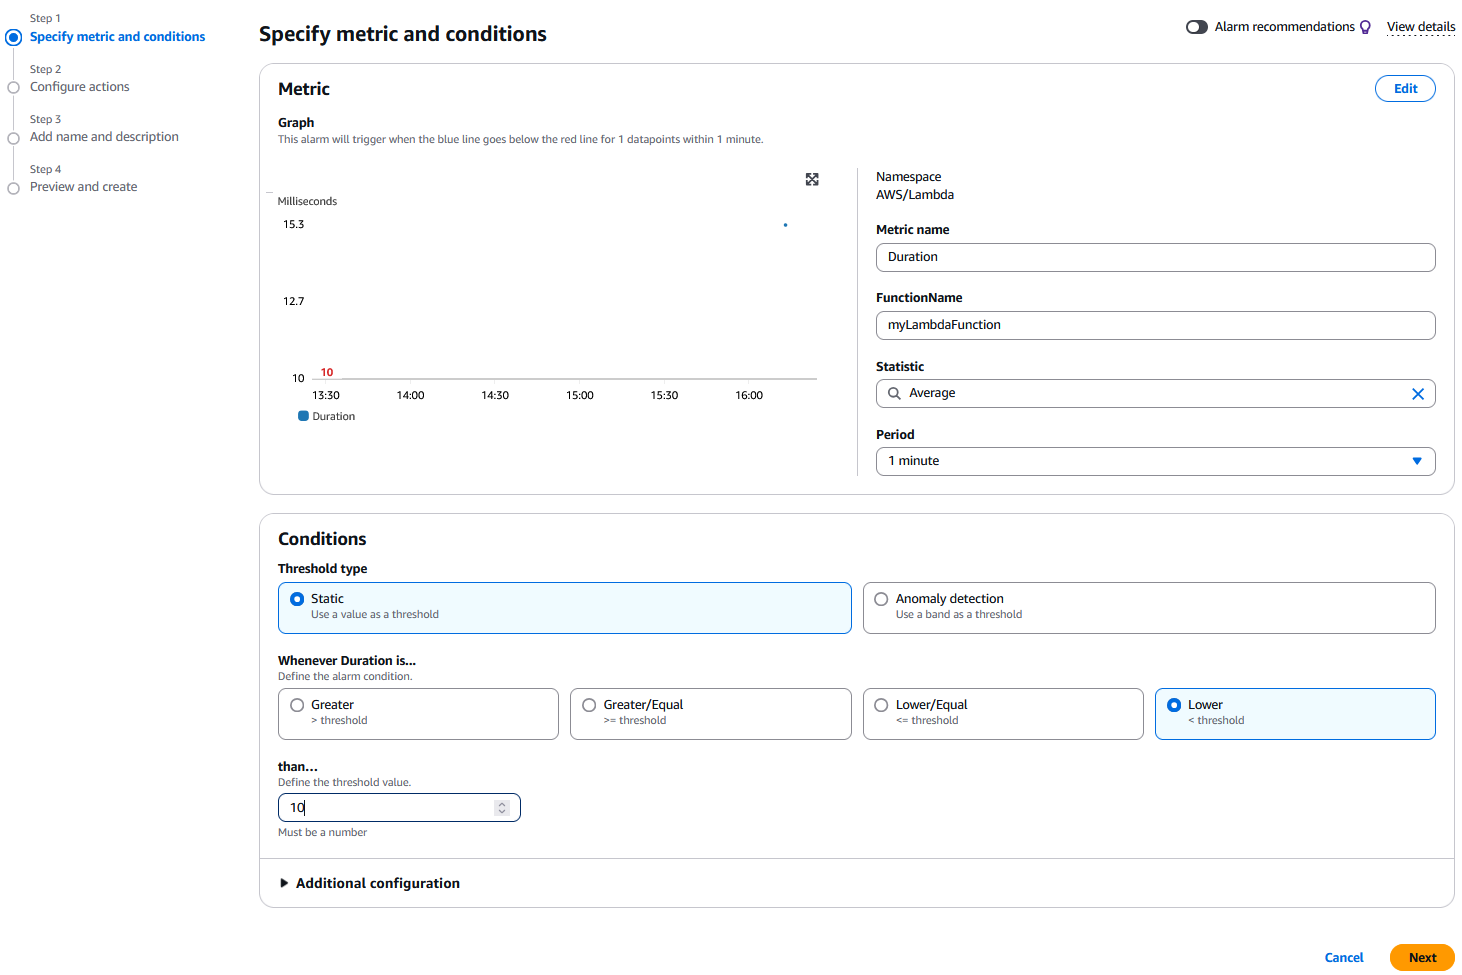 Step 1
Specify metric and conditions
Step 2
Configure actions
Step 3
Add name and description
Step 4
Preview and create
Specify metric and conditions
Alarm recommendations
View details
Metric
Edit
Graph
This alarm will trigger when the blue line goes below the red line for 1 datapoints within 1 minute.
Milliseconds
15.3
12.7
10
10
13:30 14:00 14:30 15:00 15:30 16:00
Duration
Namespace
AWS/Lambda
Metric name
Duration
FunctionName
myLambdaFunction
Statistic
Average
Period
1 minute
Conditions
Threshold type
Static
Use a value as a threshold
Anomaly detection
Use a band as a threshold
Whenever Duration is...
Define the alarm condition.
Greater
> threshold
Greater/Equal
>= threshold
Lower/Equal
<= threshold
Lower
< threshold
than...
Define the threshold value.
10
Must be a number
Additional configuration
Cancel
Next